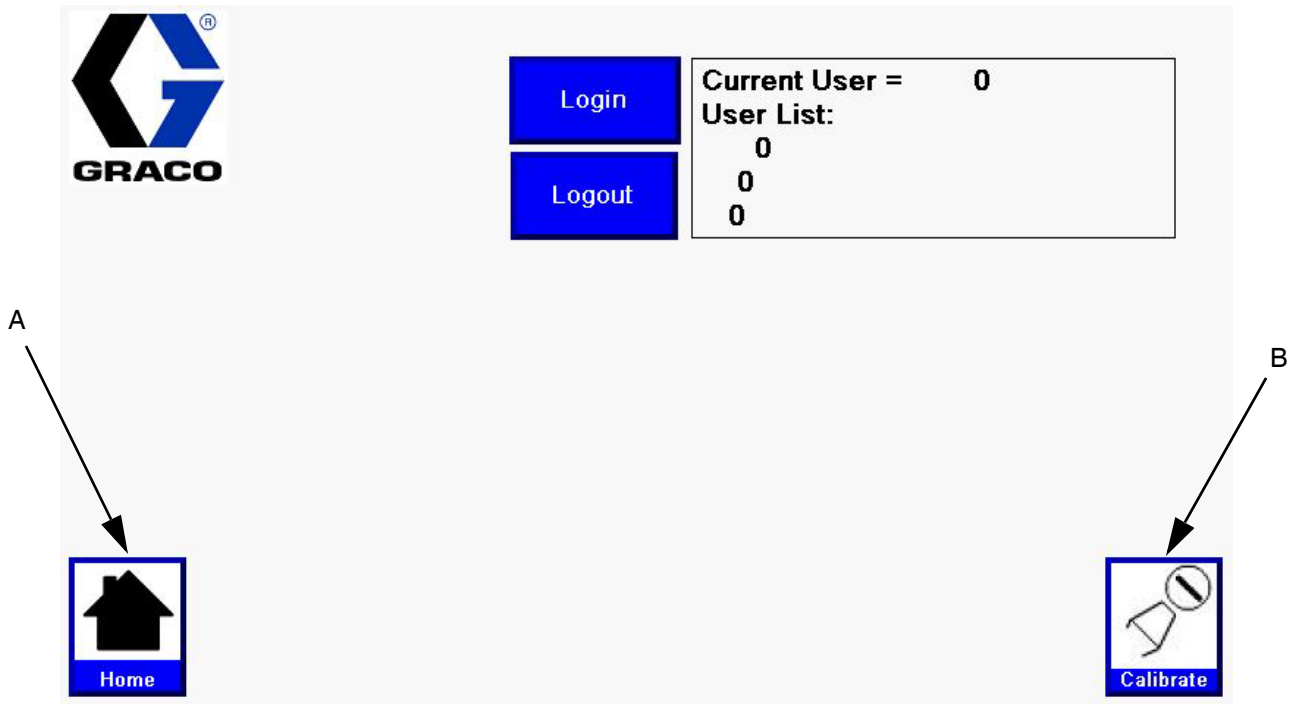 ®
GRACO
Login
Logout
Current User = 0
User List:
0
0
0
A
B
Home
Calibrate